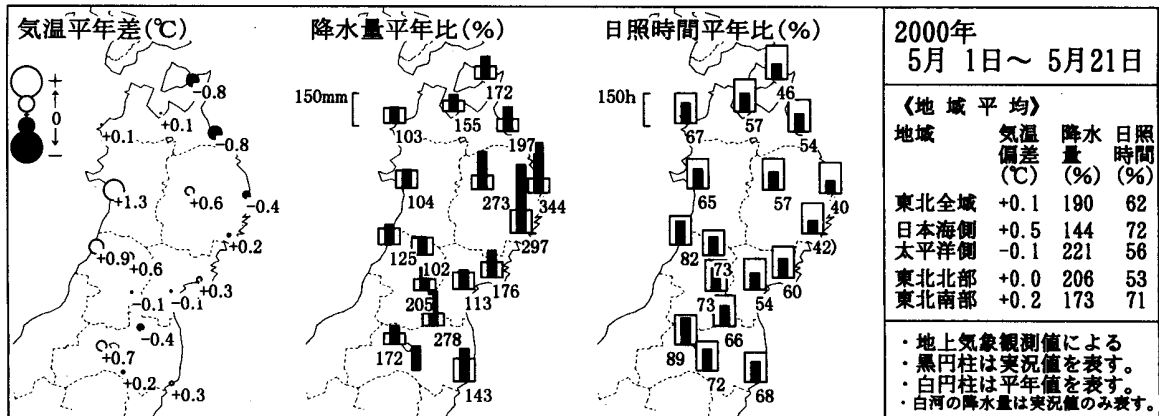 気温平年差(℃)
+
↑
0
↓
−
−0.8
+0.1
+0.1
−0.8
+1.3
+0.6
−0.4
+0.2
+0.9
+0.6
+0.3
−0.1
−0.1
−0.4
+0.7
+0.2
+0.3
降水量平年比(%)
150mm
172
103
155
197
104
273
344
297
125
102
176
205
113
278
172
143
日照時間平年比(%)
150h
46
67
57
54
65
57
40
42)
82
73
60
73
54
66
89
72
68
2000年
5月 1日～ 5月21日
《地 域 平 均》
地域 気温 降水 日照
偏差 量 時間
(℃) (%) (%)
東北全域 +0.1 190 62
日本海側 +0.5 144 72
太平洋側 -0.1 221 56
東北北部 +0.0 206 53
東北南部 +0.2 173 71
・地上気象観測値による
・黒円柱は実況値を表す。
・白円柱は平年値を表す。
・白河の降水量は実況値のみ表す。